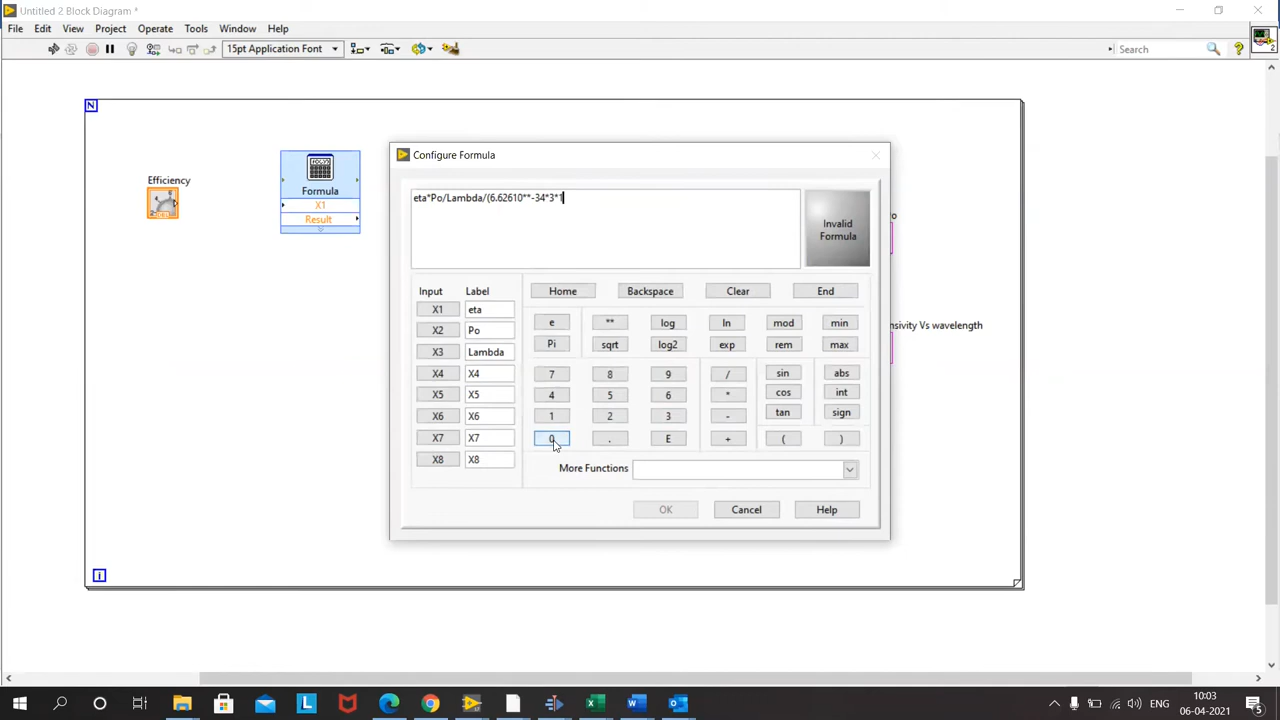 Untitled 2 Block Diagram *
File Edit View Project Operate Tools Window Help
15pt Application Font
Search
2
N
Efficiency
Formula
X1
Result
i
Configure Formula
eta*Po/Lambda/(6.62610**-34*3*1
Invalid
Formula
Input Label
Home Backspace Clear End
X1 eta
X2 Po
X3 Lambda
X4 X4
X5 X5
X6 X6
X7 X7
X8 X8
e ** log ln mod min
Pi sqrt log2 exp rem max
7 8 9 / sin abs
4 5 6 * cos int
1 2 3 - tan sign
0 . E + ( )
More Functions
OK Cancel Help
o
nsivity Vs wavelength
L
ENG
10:03
06-04-2021
5